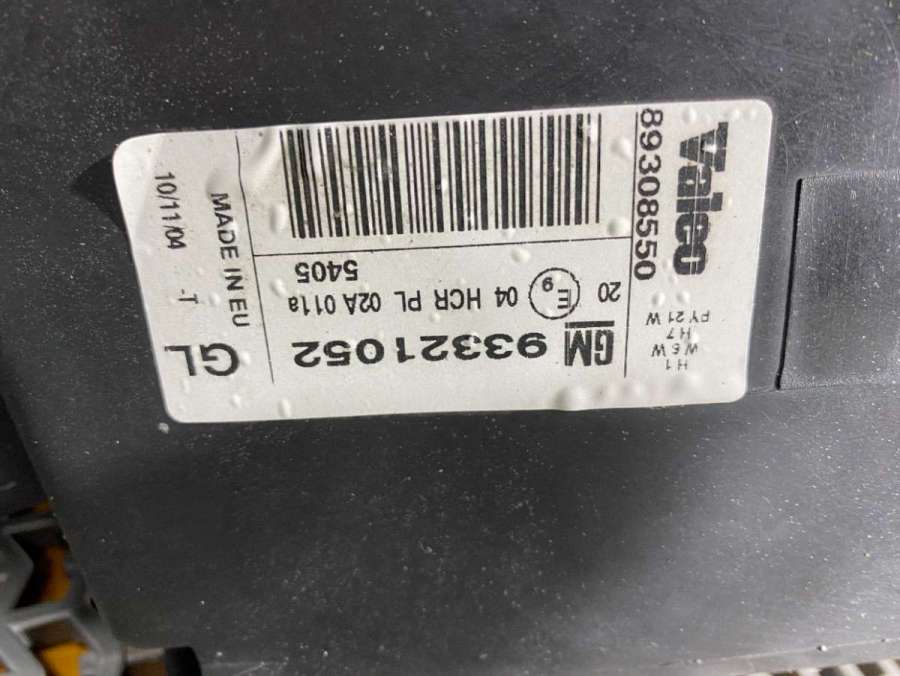 Valeo
89308550
H1
W6W
H7
PY21W
GM 93321052
20 E9 04 HCR PL 02A 011a
5405
GL
-T
MADE IN EU
10/11/04